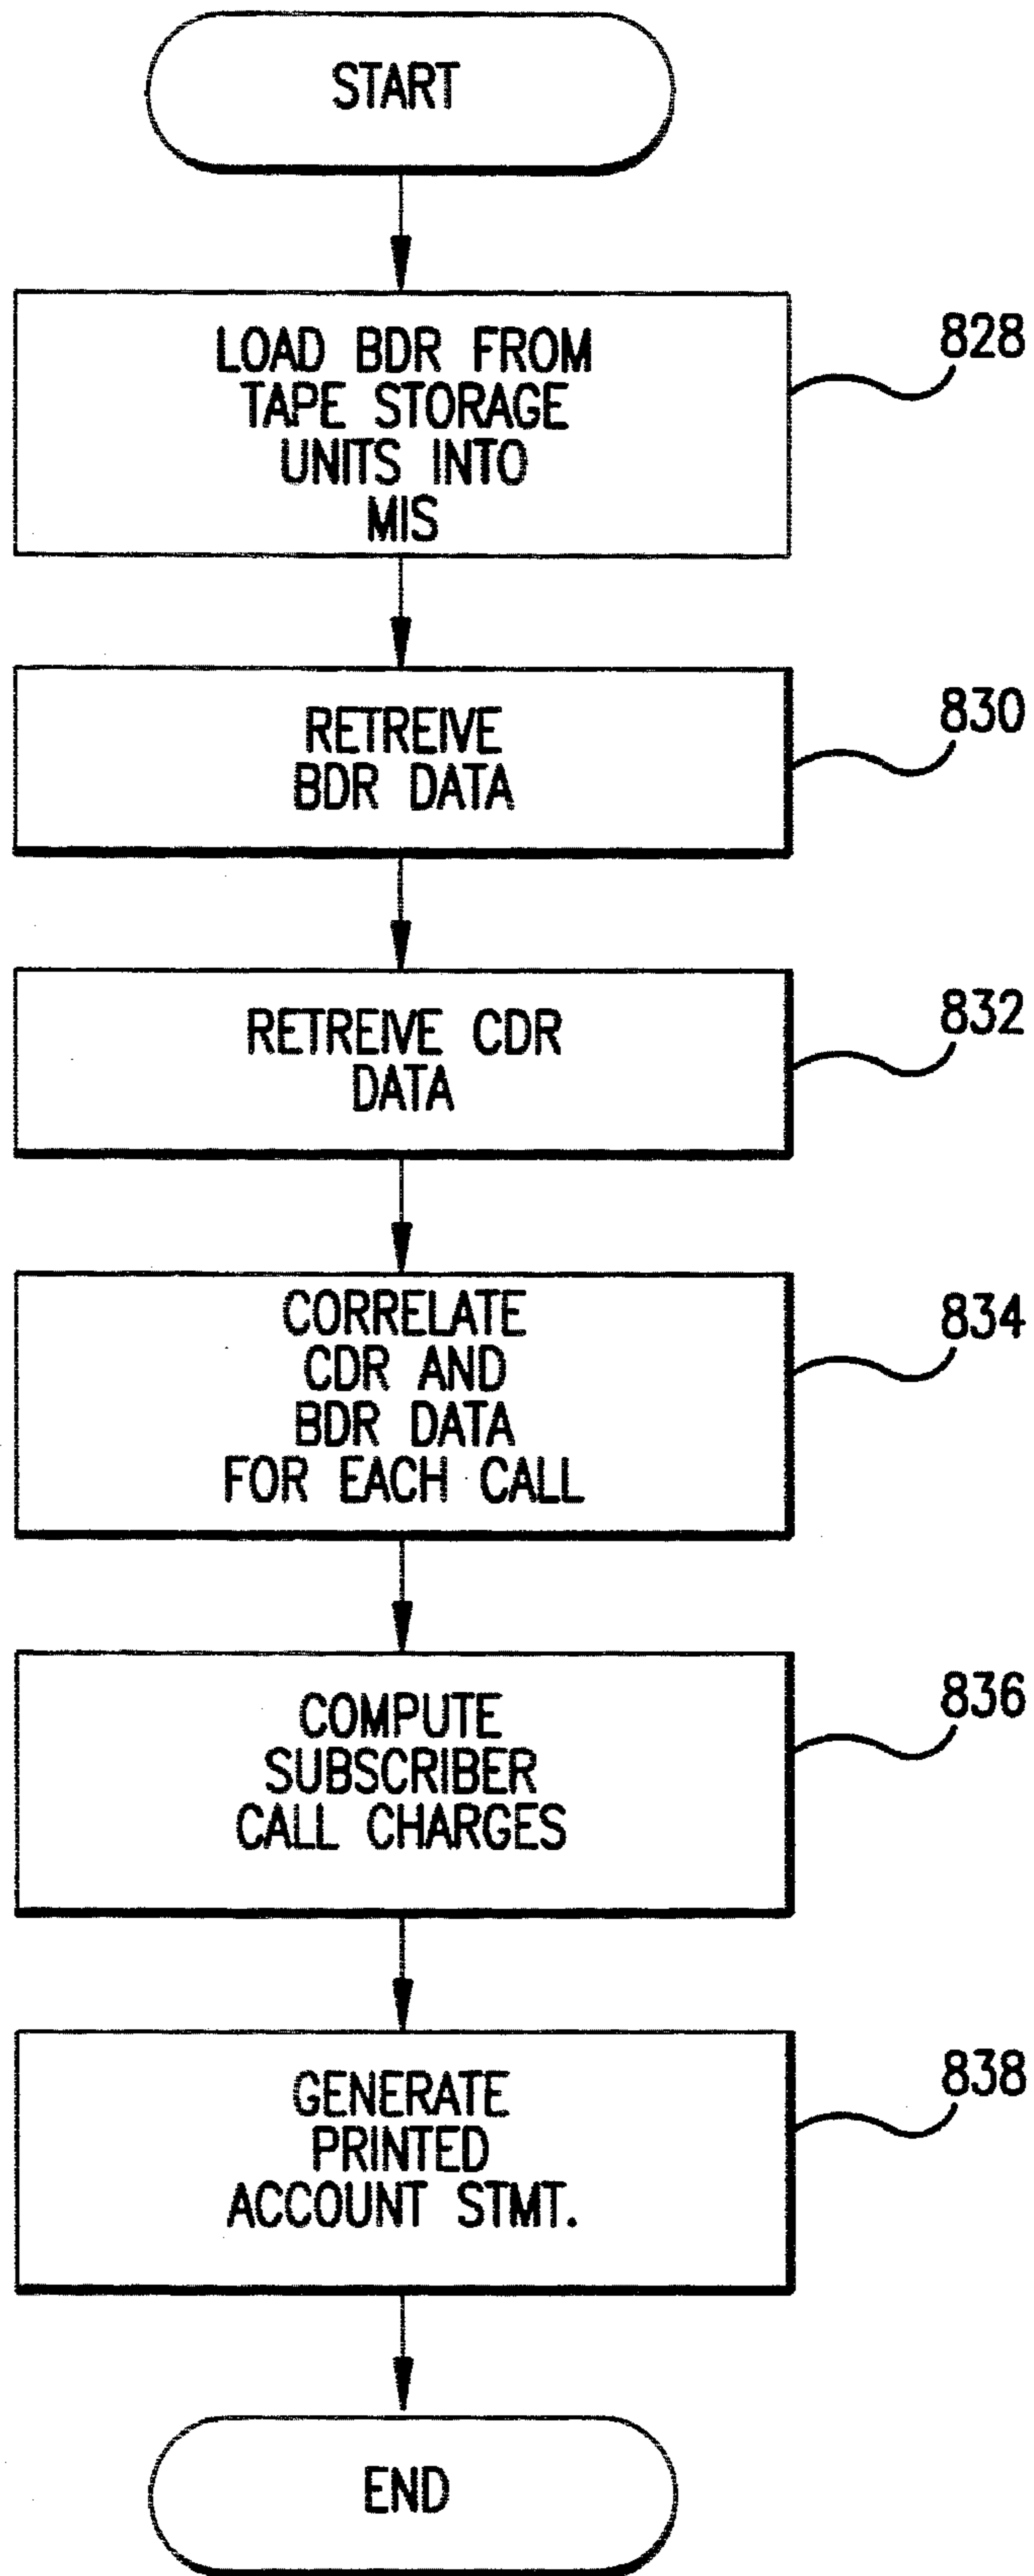 START
LOAD BDR FROM
TAPE STORAGE
UNITS INTO
MIS
828
RETREIVE
BDR DATA
830
RETREIVE CDR
DATA
832
CORRELATE
CDR AND
BDR DATA
FOR EACH CALL
834
COMPUTE
SUBSCRIBER
CALL CHARGES
836
GENERATE
PRINTED
ACCOUNT STMT.
838
END